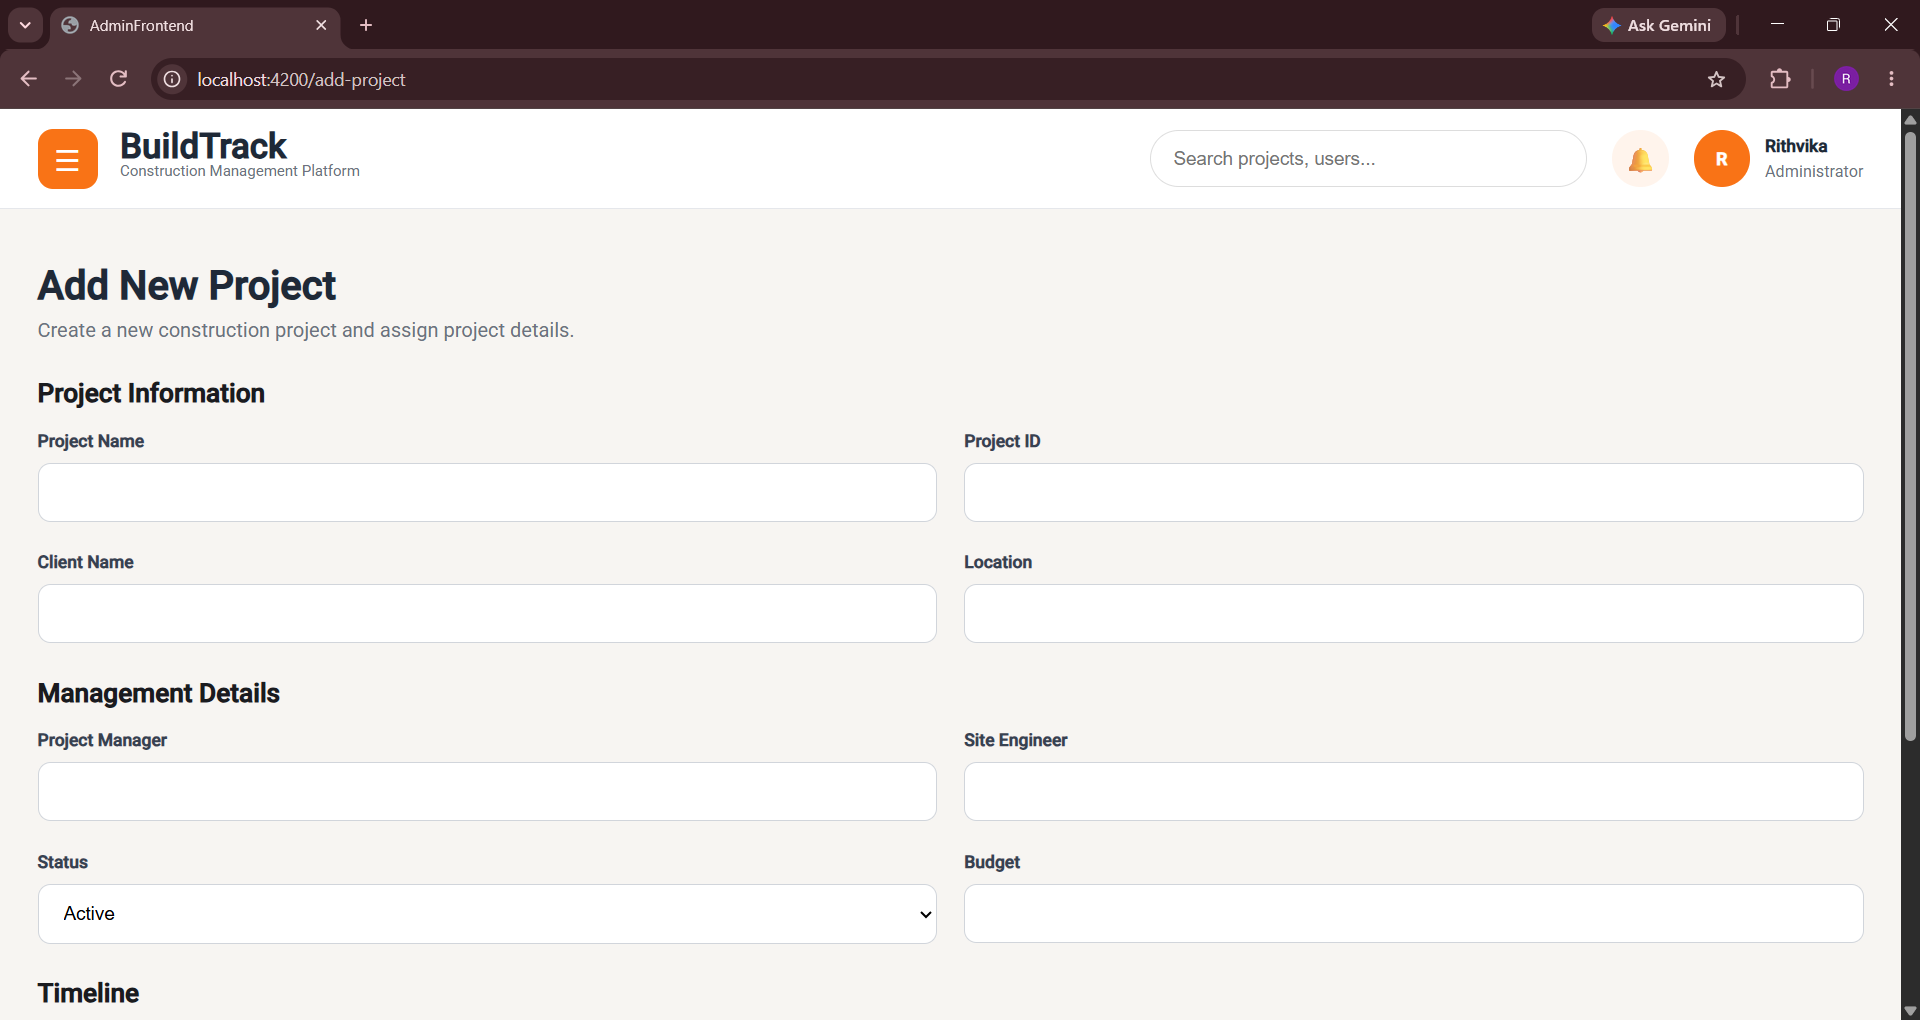 AdminFrontend
Ask Gemini
localhost:4200/add-project
R
BuildTrack
Construction Management Platform
Search projects, users...
R
Rithvika
Administrator
Add New Project
Create a new construction project and assign project details.
Project Information
Project Name
Project ID
Client Name
Location
Management Details
Project Manager
Site Engineer
Status
Budget
Active
Timeline